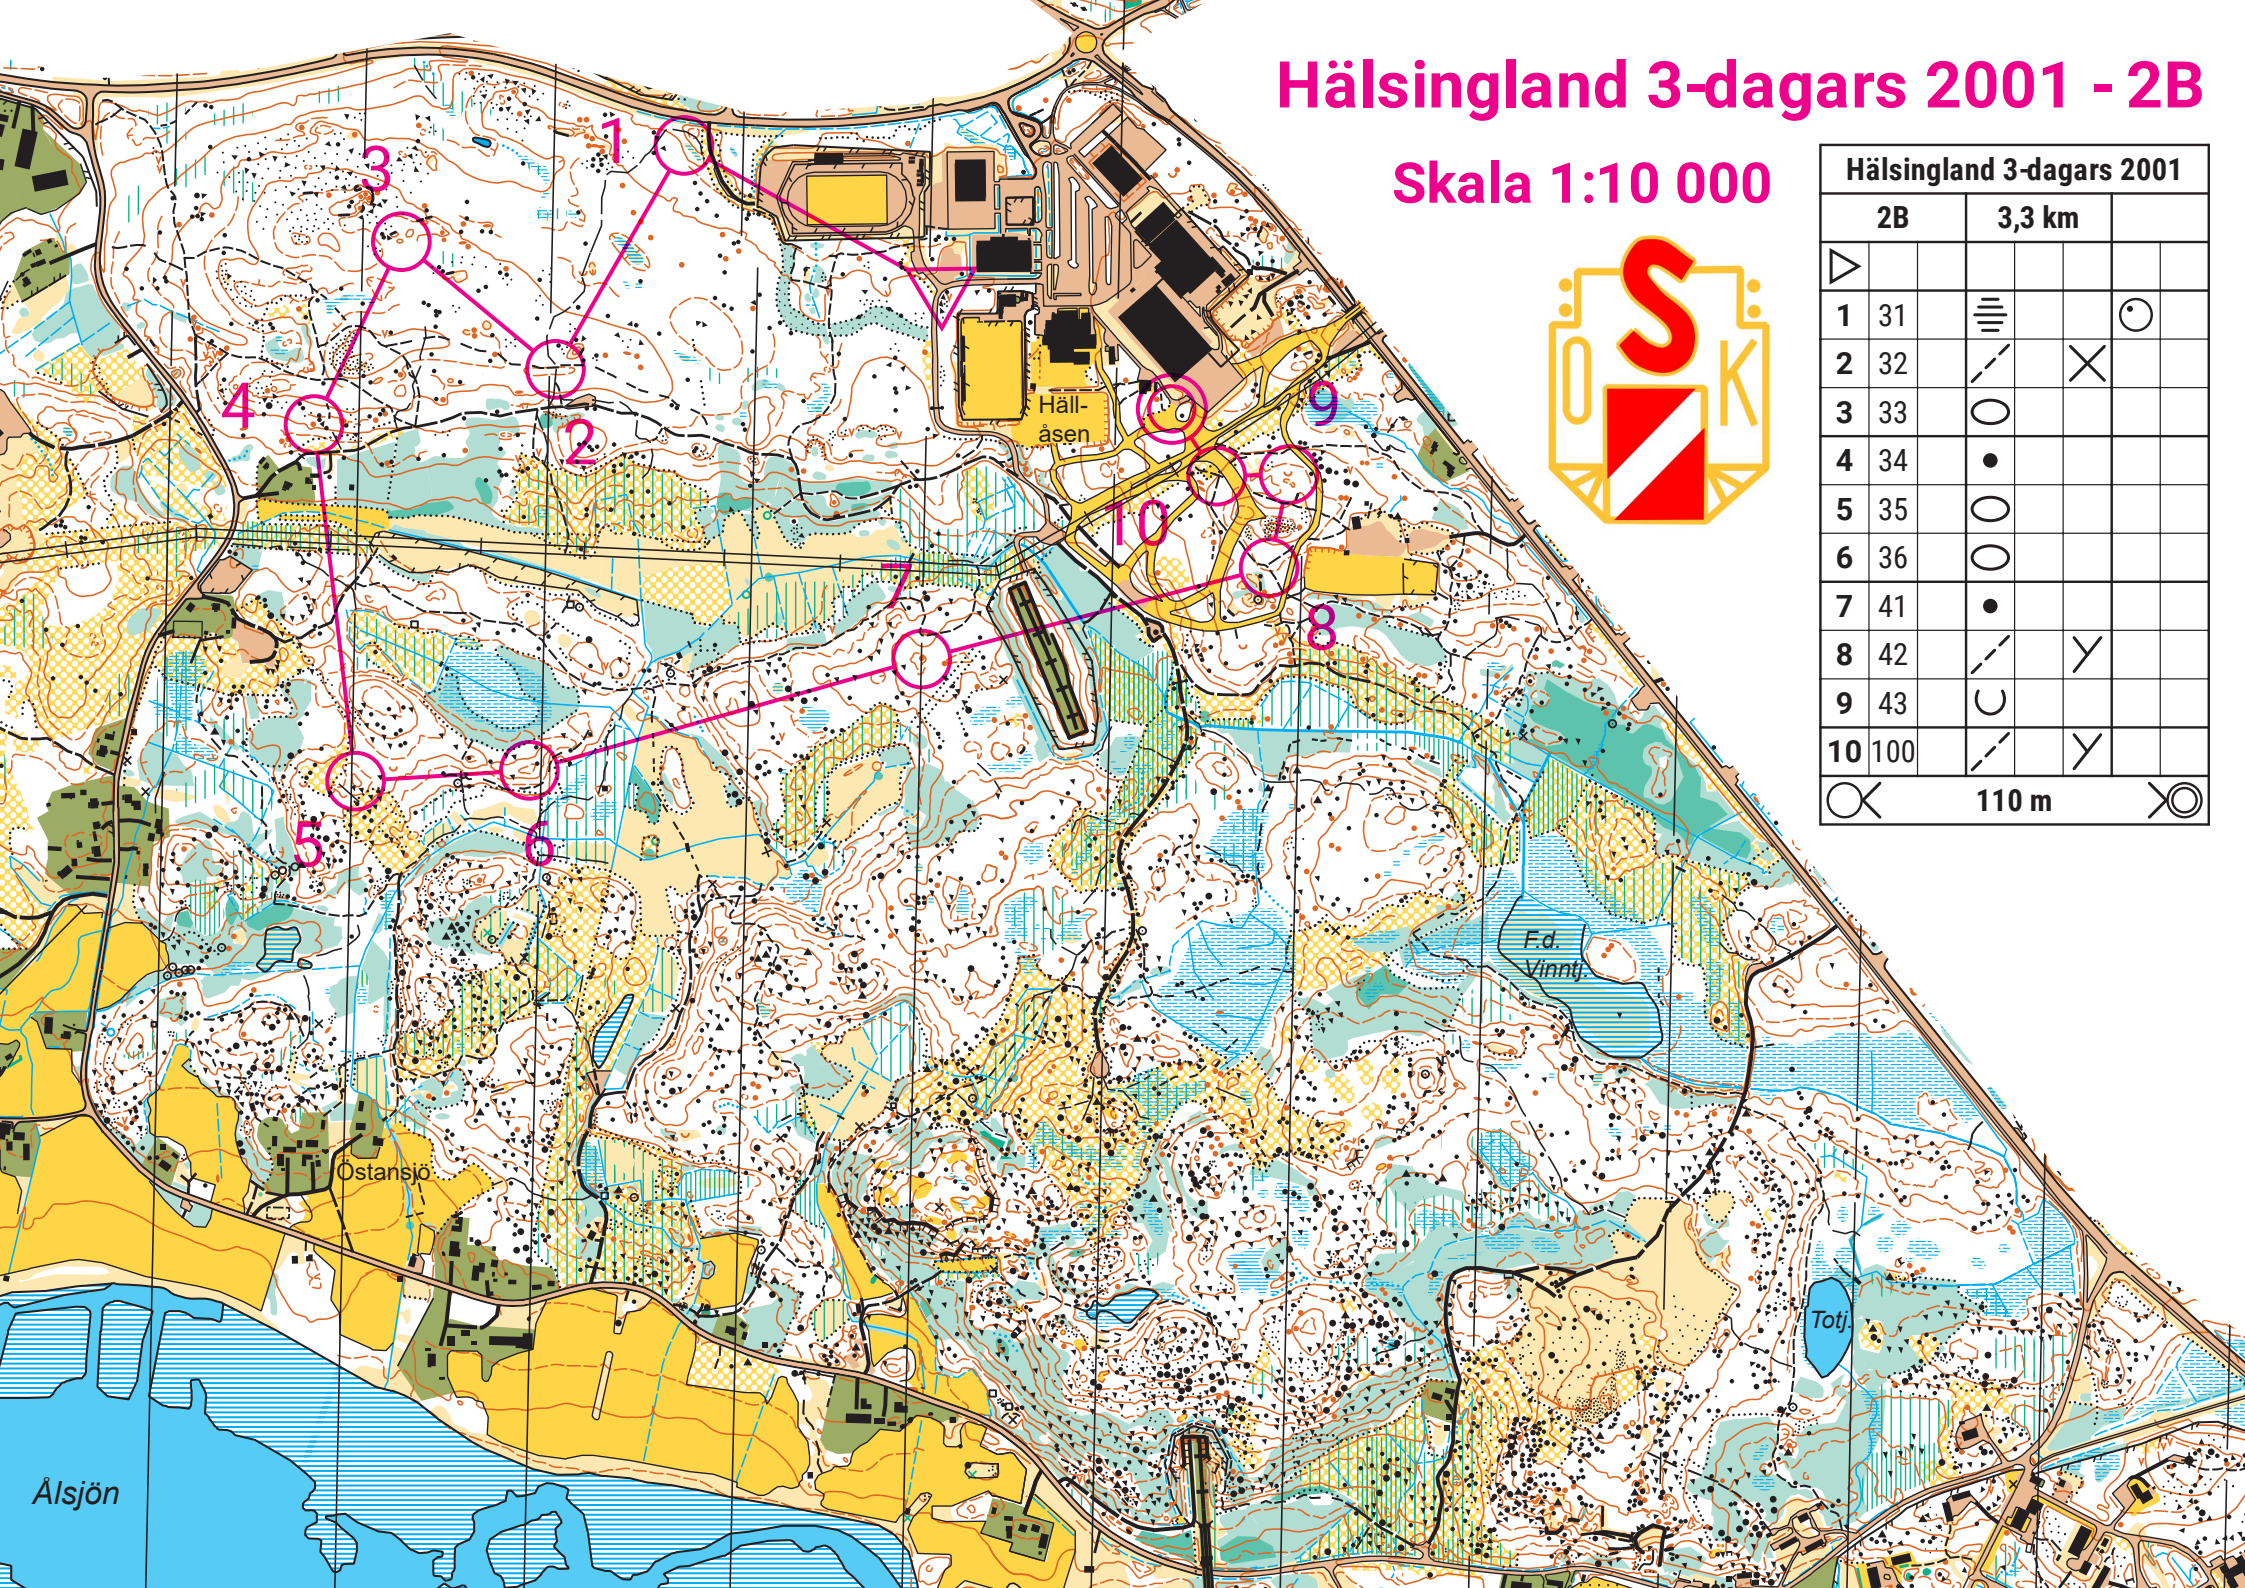 Hälsingland 3-dagars 2001 - 2B
Skala 1:10 000
OSK
Hälsingland 3-dagars 2001
2B 3,3 km
1 31
2 32
3 33
4 34
5 35
6 36
7 41
8 42
9 43
10 100
110 m
1
3
4
2
9
10
7
8
5
6
Häll-
åsen
F.d.
Vinntj.
Östansjö
Totj.
Ålsjön